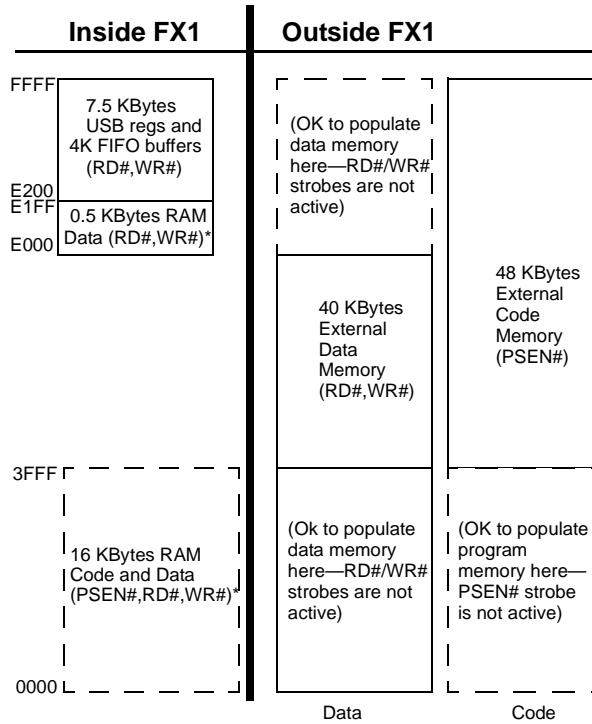 Inside FX1
Outside FX1
FFFF
7.5 KBytes
USB regs and
4K FIFO buffers
(RD#,WR#)
E200
E1FF
0.5 KBytes RAM
Data (RD#,WR#)*
E000
(OK to populate
data memory
here—RD#/WR#
strobes are not
active)
40 KBytes
External
Data
Memory
(RD#,WR#)
48 KBytes
External
Code
Memory
(PSEN#)
3FFF
16 KBytes RAM
Code and Data
(PSEN#,RD#,WR#)*
(Ok to populate
data memory
here—RD#/WR#
strobes are not
active)
(OK to populate
program
memory here—
PSEN# strobe
is not active)
0000
Data
Code